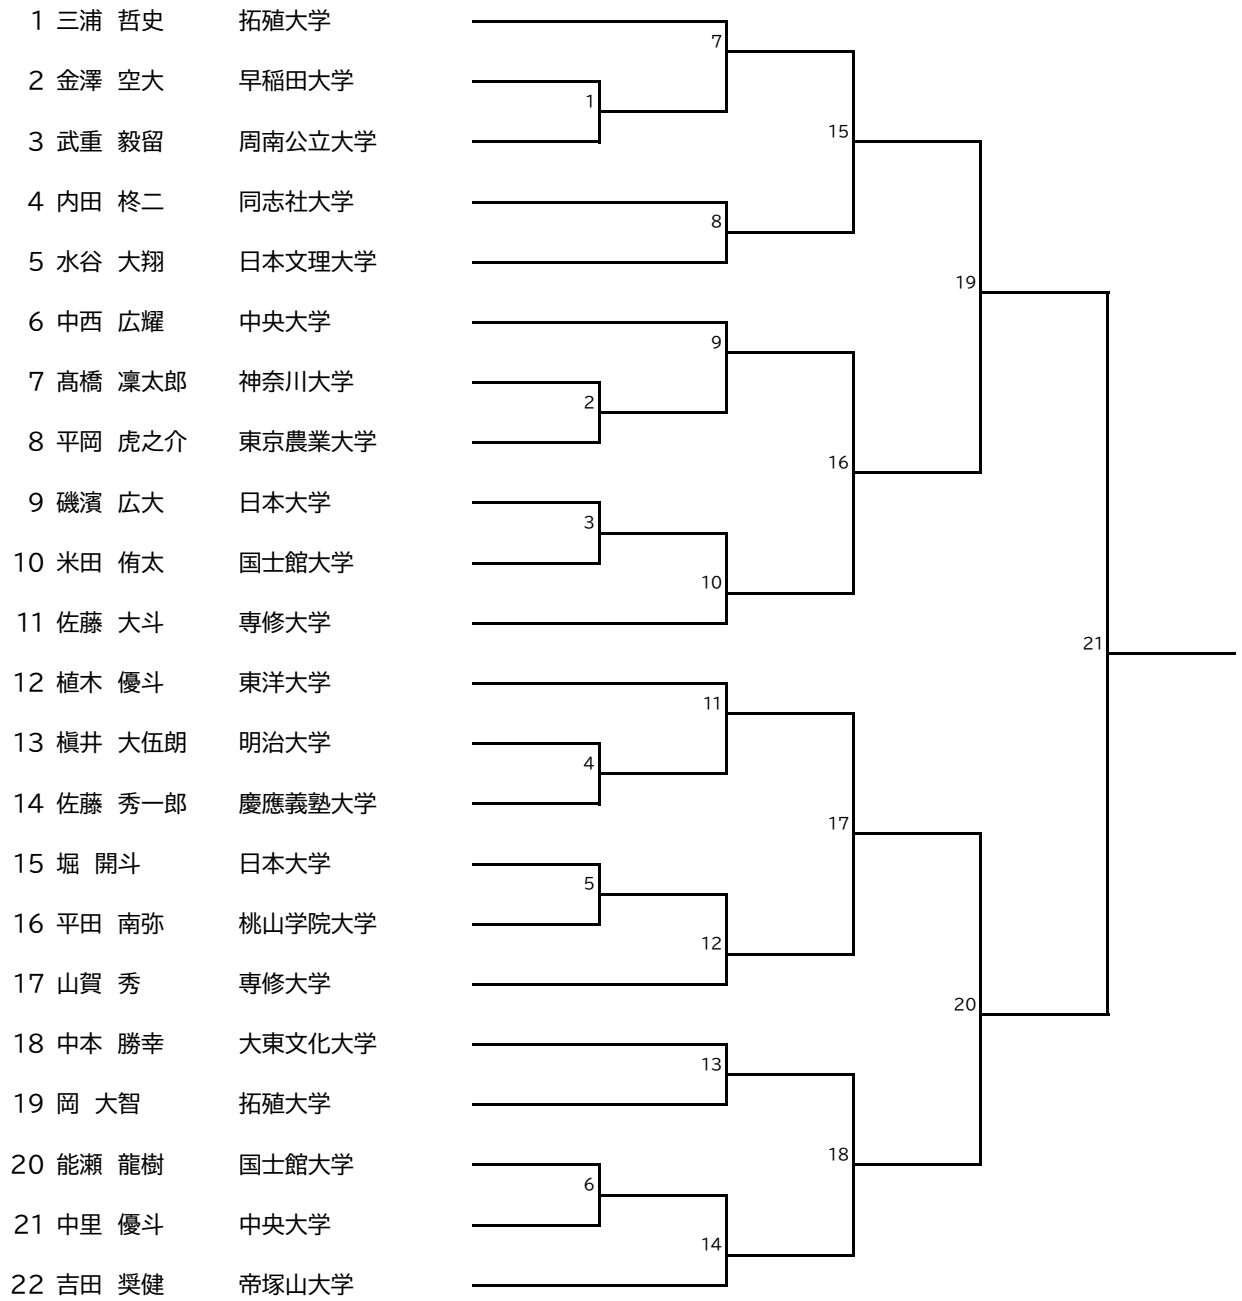 1 三浦 哲史 拓殖大学
7
2 金澤 空大 早稲田大学
1
3 武重 毅留 周南公立大学
15
4 内田 柊二 同志社大学
8
5 水谷 大翔 日本文理大学
19
6 中西 広耀 中央大学
9
7 髙橋 凜太郎 神奈川大学
2
8 平岡 虎之介 東京農業大学
16
9 磯濱 広大 日本大学
3
10 米田 侑太 国士館大学
10
11 佐藤 大斗 専修大学
21
12 植木 優斗 東洋大学
11
13 槇井 大伍朗 明治大学
4
14 佐藤 秀一郎 慶應義塾大学
17
15 堀 開斗 日本大学
5
16 平田 南弥 桃山学院大学
12
17 山賀 秀 専修大学
20
18 中本 勝幸 大東文化大学
13
19 岡 大智 拓殖大学
18
20 能瀬 龍樹 国士館大学
6
21 中里 優斗 中央大学
14
22 吉田 奨健 帝塚山大学